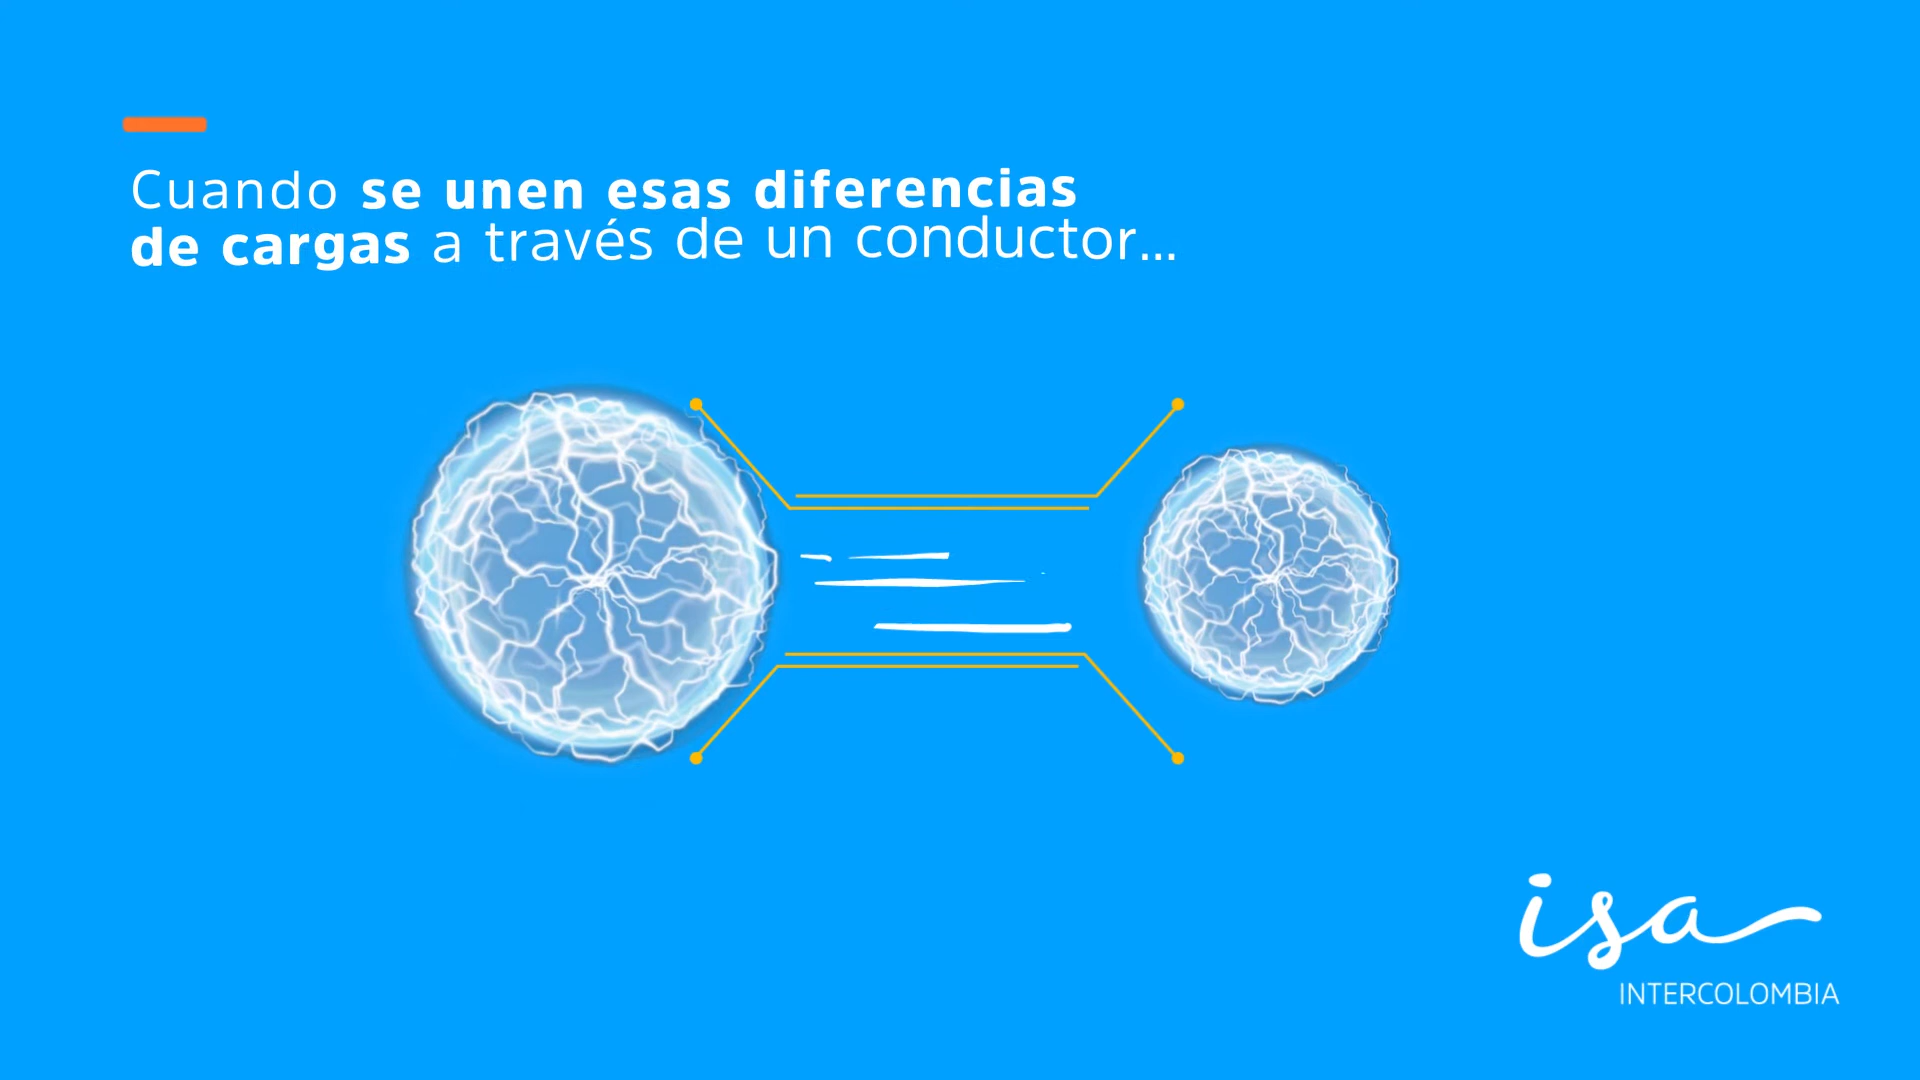 Cuando se unen esas diferencias
de cargas a través de un conductor...
isa
INTERCOLOMBIA